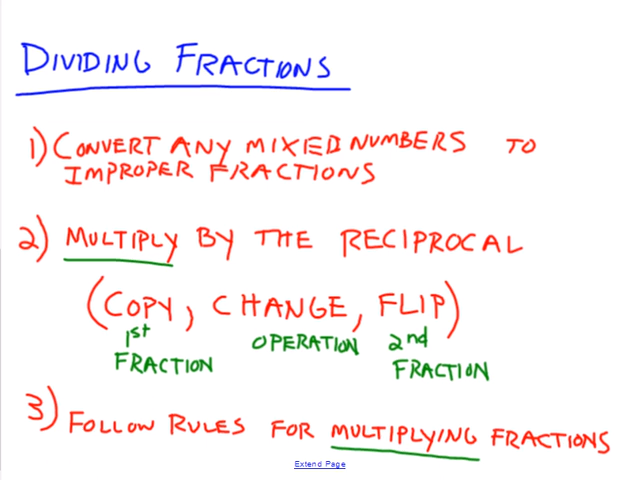 DIVIDING FRACTIONS
1) CONVERT ANY MIXED NUMBERS TO
IMPROPER FRACTIONS
2) MULTIPLY BY THE RECIPROCAL
(COPY, CHANGE, FLIP)
1st OPERATION 2nd
FRACTION FRACTION
3) FOLLOW RULES FOR MULTIPLYING FRACTIONS
Extend Page